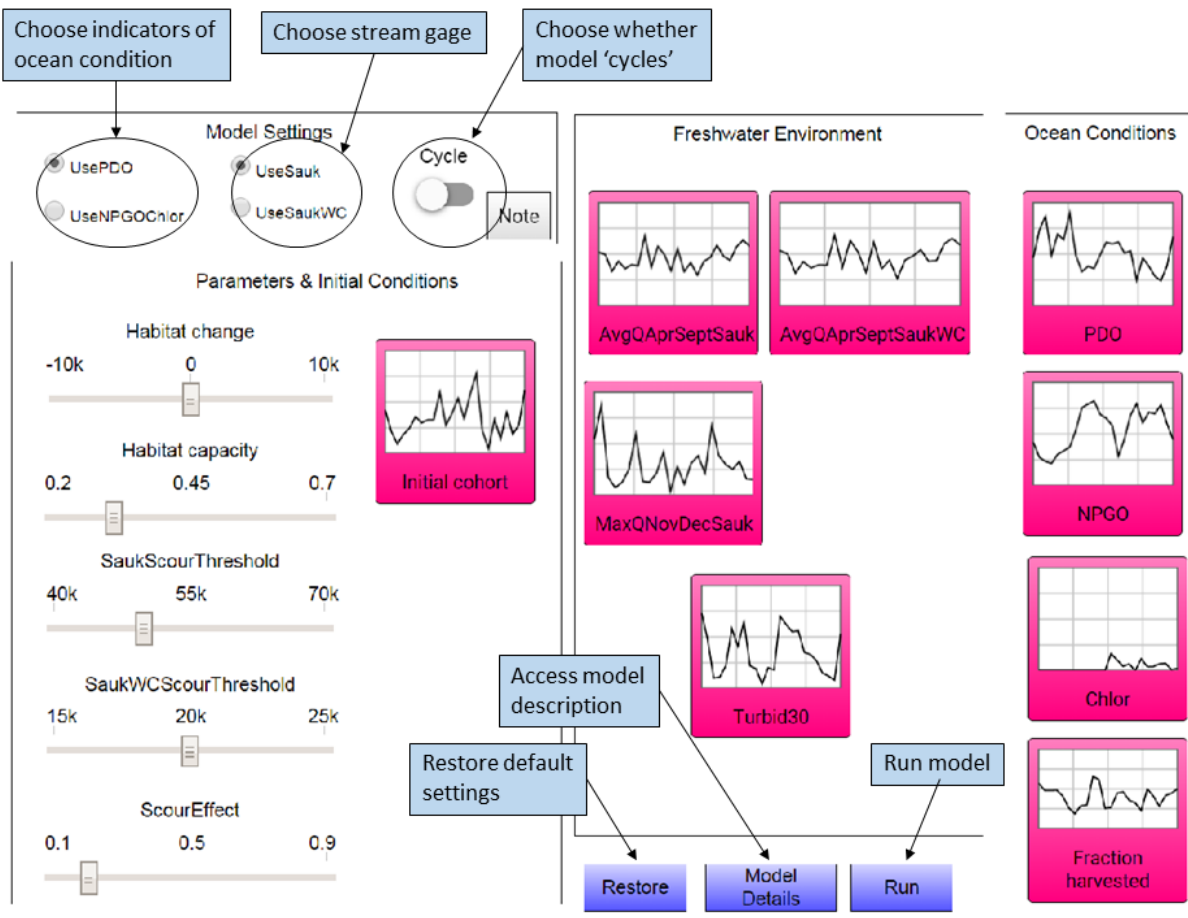 Choose indicators of
ocean condition
Choose stream gage
Choose whether
model ‘cycles’
Model Settings
UsePDO
UseNPGOChlor
UseSauk
UseSaukWC
Cycle
Note
Parameters & Initial Conditions
Habitat change
-10k 0 10k
Habitat capacity
0.2 0.45 0.7
SaukScourThreshold
40k 55k 70k
SaukWCScourThreshold
15k 20k 25k
ScourEffect
0.1 0.5 0.9
Initial cohort
Freshwater Environment
AvgQAprSeptSauk
AvgQAprSeptSaukWC
MaxQNovDecSauk
Turbid30
Access model
description
Restore default
settings
Run model
Restore
Model
Details
Run
Ocean Conditions
PDO
NPGO
Chlor
Fraction
harvested